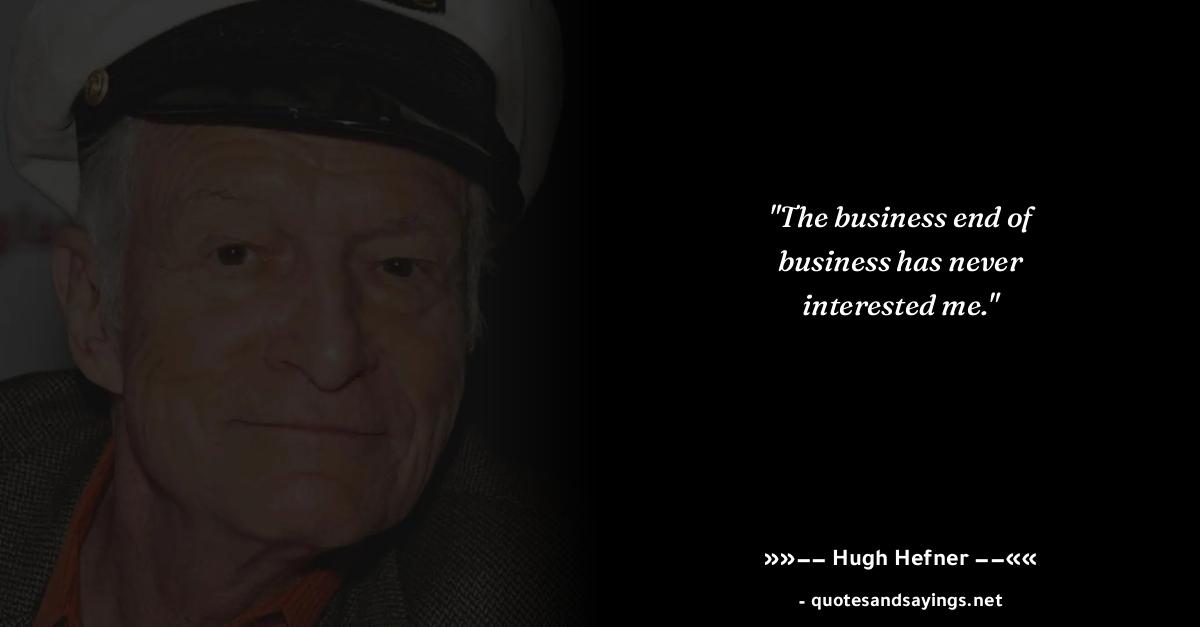 "The business end of
business has never
interested me."
»»−− Hugh Hefner −−««
- quotesandsayings.net